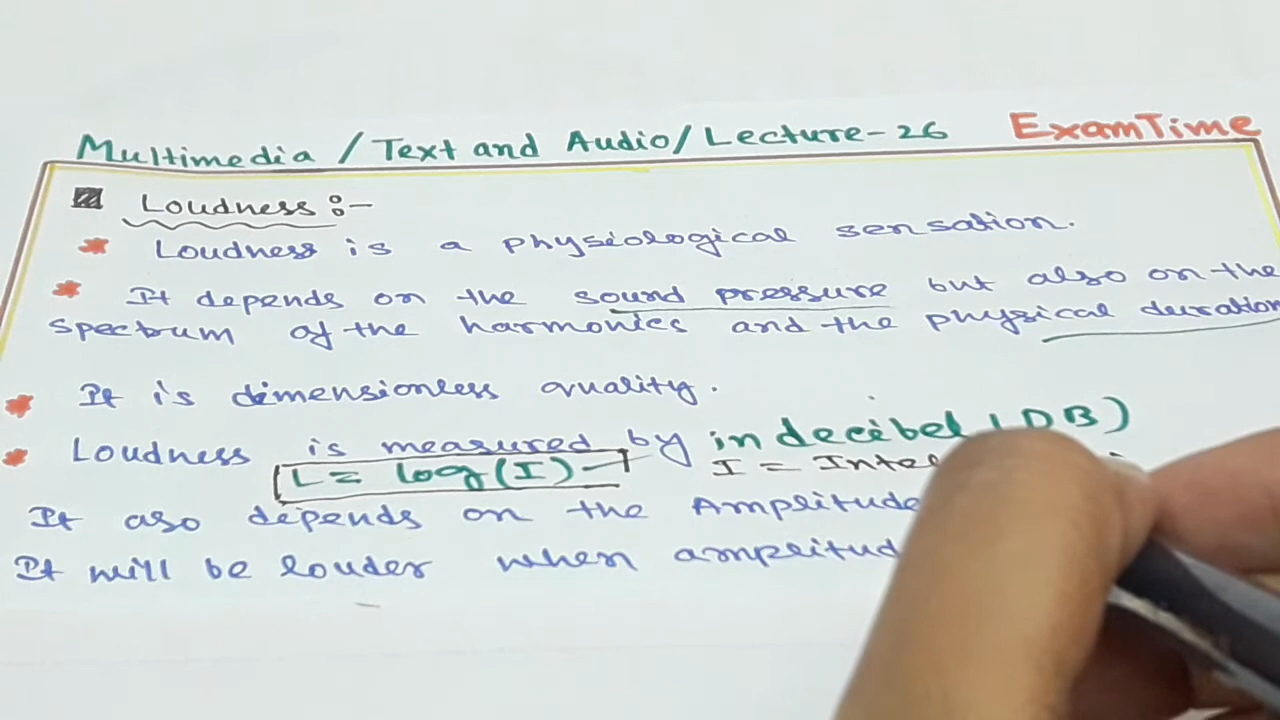 Multimedia / Text and Audio / Lecture-26 ExamTime
Loudness :-
* Loudness is a physiological sensation.
* It depends on the sound pressure but also on the
spectrum of the harmonics and the physical duration
* It is dimensionless quality.
* Loudness is measured by in decibel (DB)
L = log(I) I =
It aso depends on the Amplitude
It will be louder when